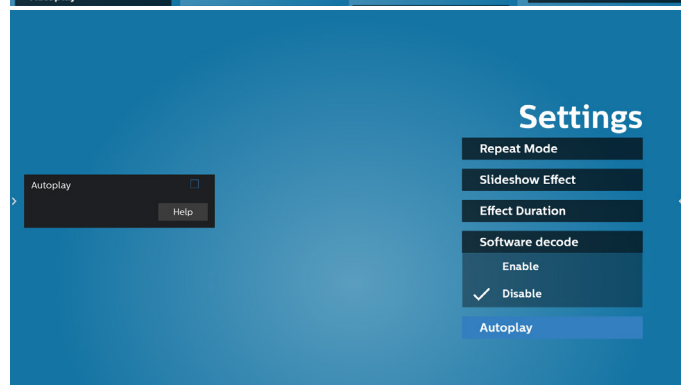 Settings
Repeat Mode
Slideshow Effect
Autoplay
Help
Effect Duration
Software decode
Enable
Disable
Autoplay